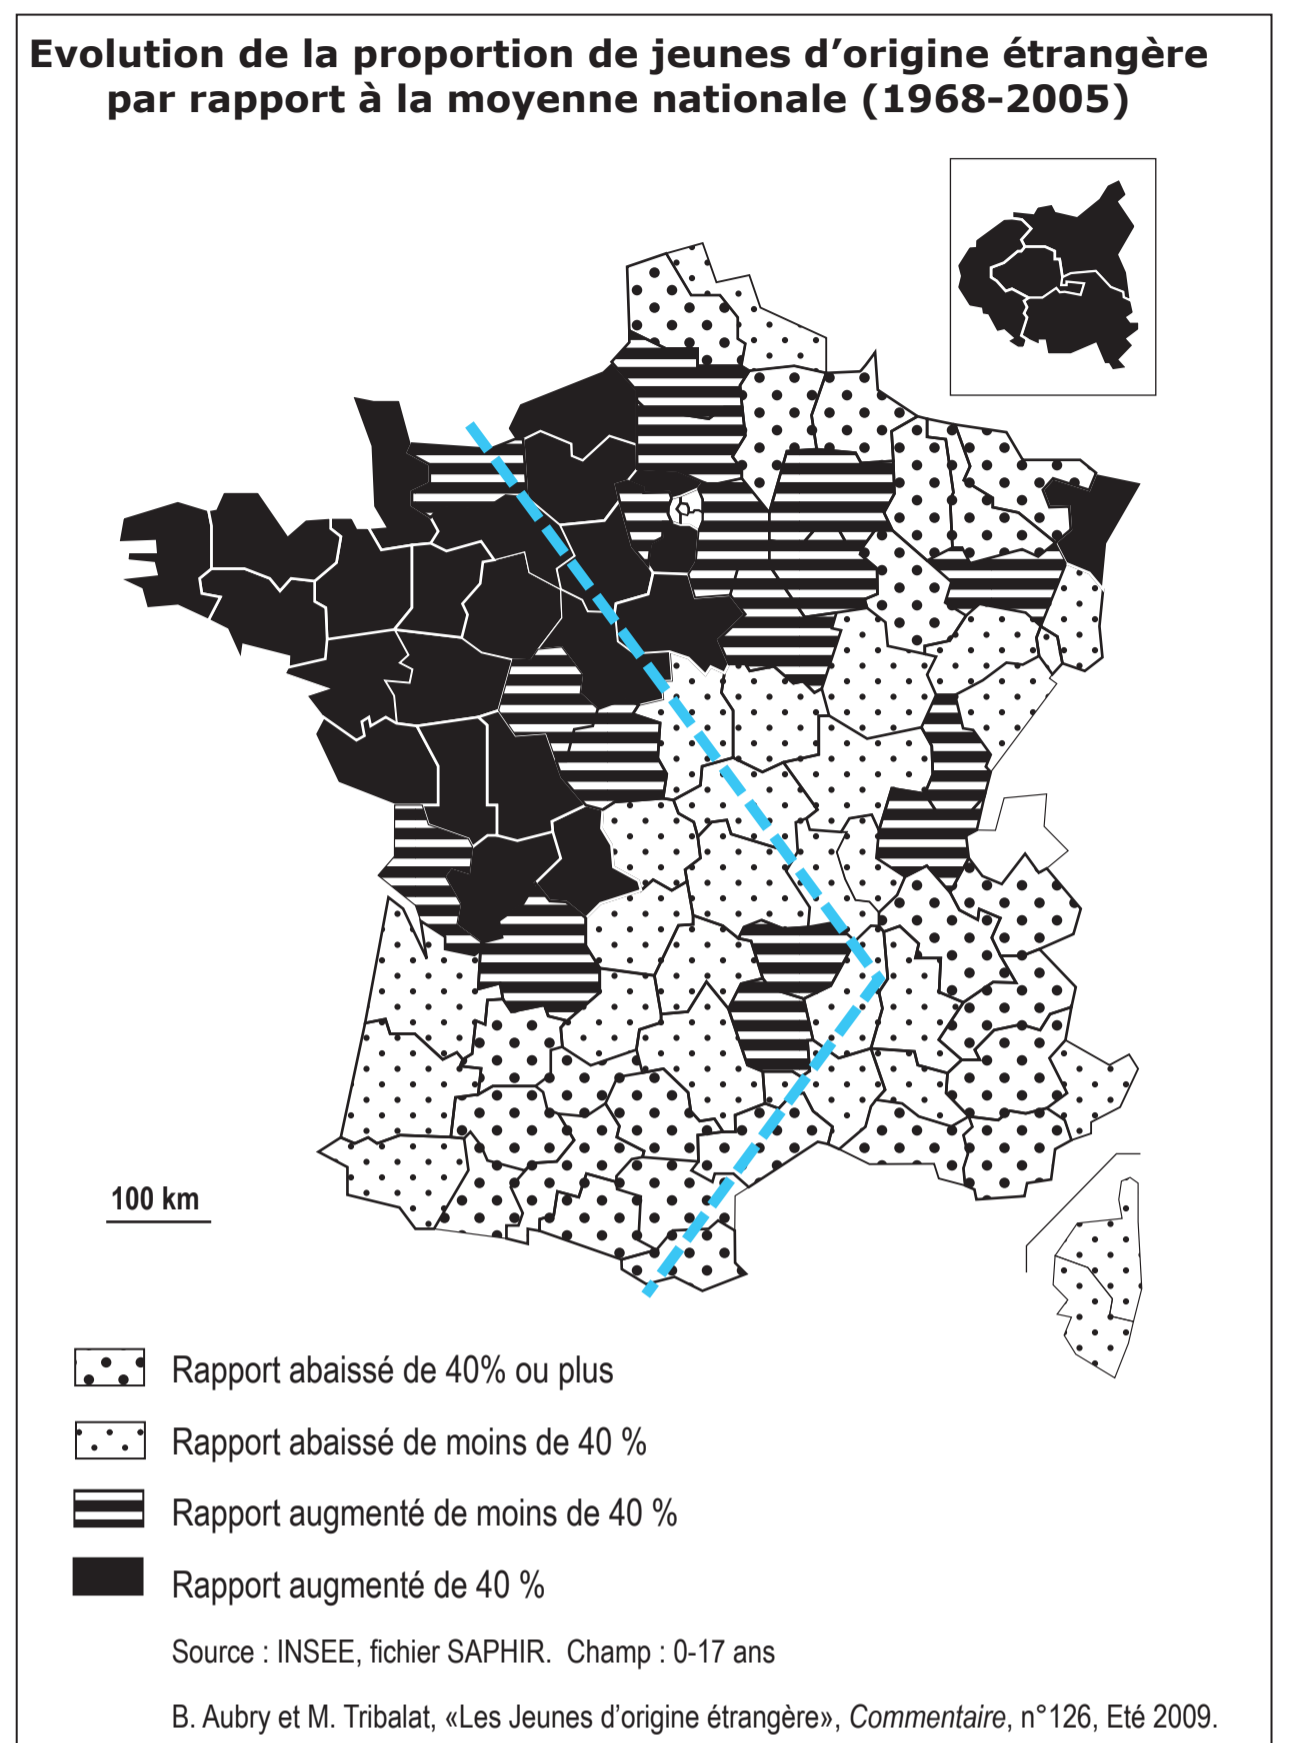 Evolution de la proportion de jeunes d’origine étrangère
par rapport à la moyenne nationale (1968-2005)
100 km
Rapport abaissé de 40% ou plus
Rapport abaissé de moins de 40 %
Rapport augmenté de moins de 40 %
Rapport augmenté de 40 %
Source : INSEE, fichier SAPHIR. Champ : 0-17 ans
B. Aubry et M. Tribalat, «Les Jeunes d’origine étrangère», Commentaire, n°126, Eté 2009.